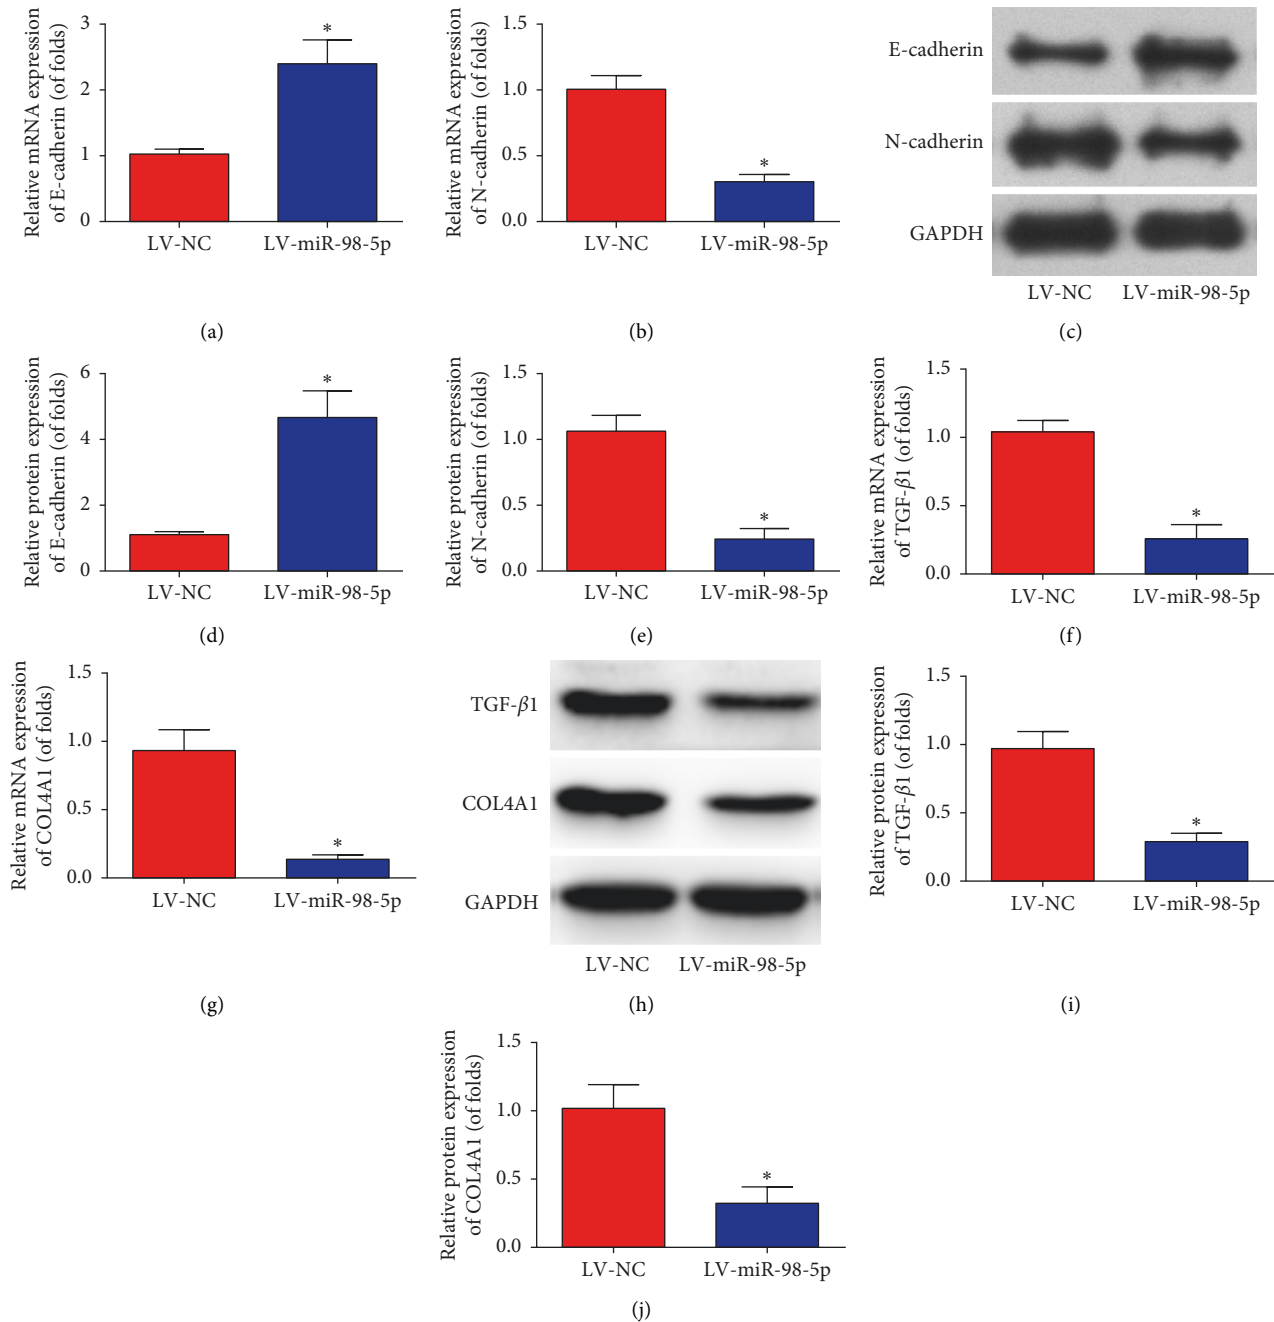 Relative mRNA expression
of E-cadherin (of folds)
3
2
1
0
*
LV-NC LV-miR-98-5p
(a)
Relative mRNA expression
of N-cadherin (of folds)
1.5
1.0
0.5
0.0
*
LV-NC LV-miR-98-5p
(b)
E-cadherin
N-cadherin
GAPDH
LV-NC LV-miR-98-5p
(c)
Relative protein expression
of E-cadherin (of folds)
6
4
2
0
*
LV-NC LV-miR-98-5p
(d)
Relative protein expression
of N-cadherin (of folds)
1.5
1.0
0.5
0.0
*
LV-NC LV-miR-98-5p
(e)
Relative mRNA expression
of TGF-β1 (of folds)
1.5
1.0
0.5
0.0
*
LV-NC LV-miR-98-5p
(f)
Relative mRNA expression
of COL4A1 (of folds)
1.5
1.0
0.5
0.0
*
LV-NC LV-miR-98-5p
(g)
TGF-β1
COL4A1
GAPDH
LV-NC LV-miR-98-5p
(h)
Relative protein expression
of TGF-β1 (of folds)
1.5
1.0
0.5
0.0
*
LV-NC LV-miR-98-5p
(i)
Relative protein expression
of COL4A1 (of folds)
1.5
1.0
0.5
0.0
*
LV-NC LV-miR-98-5p
(j)